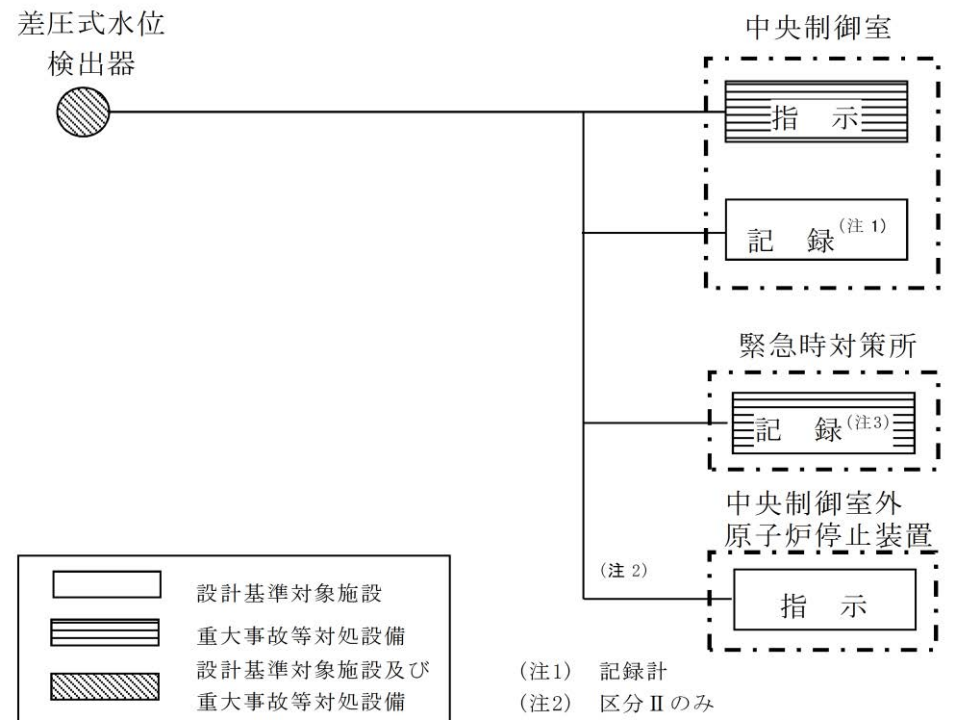 差圧式水位
検出器
中央制御室
指 示
記 録(注 1)
緊急時対策所
記 録(注3)
中央制御室外
原子炉停止装置
(注 2)
指 示
設計基準対象施設
重大事故等対処設備
設計基準対象施設及び
重大事故等対処設備
(注1) 記録計
(注2) 区分Ⅱのみ